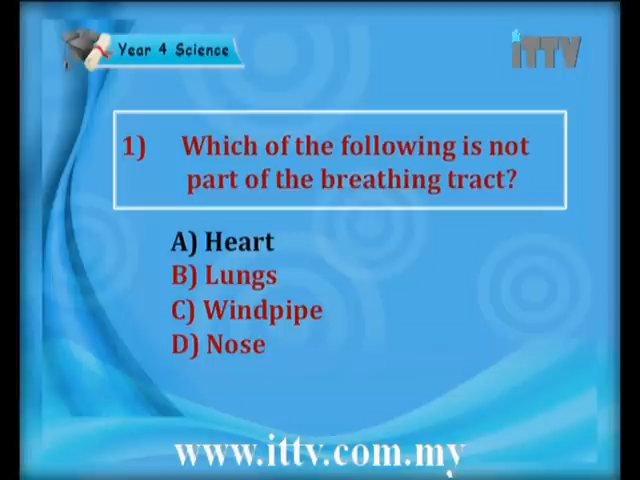 Year 4 Science
iTTV
1) Which of the following is not
part of the breathing tract?
A) Heart
B) Lungs
C) Windpipe
D) Nose
www.ittv.com.my